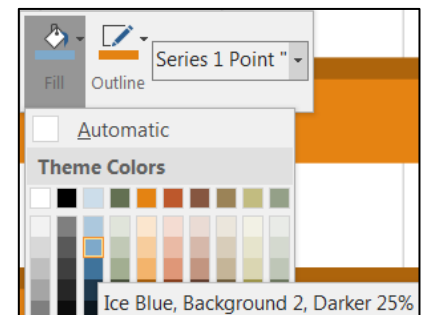 Series 1 Point "
Fill Outline
Automatic
Theme Colors
Ice Blue, Background 2, Darker 25%